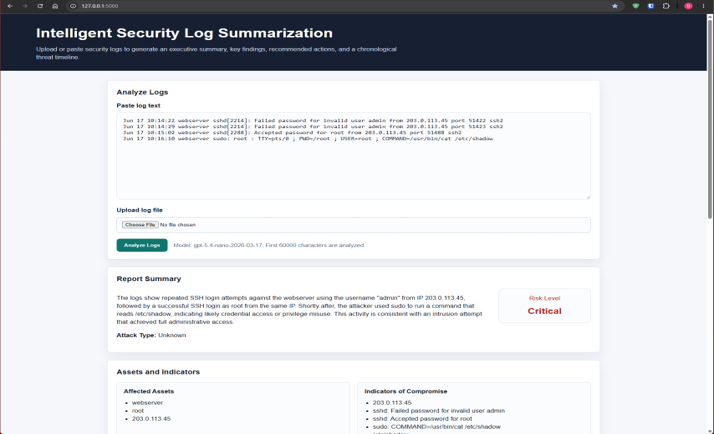 127.0.0.1:5000
Intelligent Security Log Summarization
Upload or paste security logs to generate an executive summary, key findings, recommended actions, and a chronological
threat timeline.
Analyze Logs
Paste log text
Jun 17 10:14:22 webserver sshd[2214]: Failed password for invalid user admin from 203.0.113.45 port 51422 ssh2
Jun 17 10:14:29 webserver sshd[2214]: Failed password for invalid user admin from 203.0.113.45 port 51423 ssh2
Jun 17 10:15:02 webserver sshd[2288]: Accepted password for root from 203.0.113.45 port 51488 ssh2
Jun 17 10:16:10 webserver sudo: root : TTY=pts/0 ; PWD=/root ; USER=root ; COMMAND=/usr/bin/cat /etc/shadow
Upload log file
Choose File No file chosen
Analyze Logs Model: gpt-5.4-nano-2026-03-17. First 60000 characters are analyzed.
Report Summary
The logs show repeated SSH login attempts against the webserver using the username "admin" from IP 203.0.113.45,
followed by a successful SSH login as root from the same IP. Shortly after, the attacker used sudo to run a command that
reads /etc/shadow, indicating likely credential access or privilege misuse. This activity is consistent with an intrusion attempt
that achieved full administrative access.
Attack Type: Unknown
Risk Level
Critical
Assets and Indicators
Affected Assets
webserver
root
203.0.113.45
Indicators of Compromise
203.0.113.45
sshd: Failed password for invalid user admin
sshd: Accepted password for root
sudo: COMMAND=/usr/bin/cat /etc/shadow